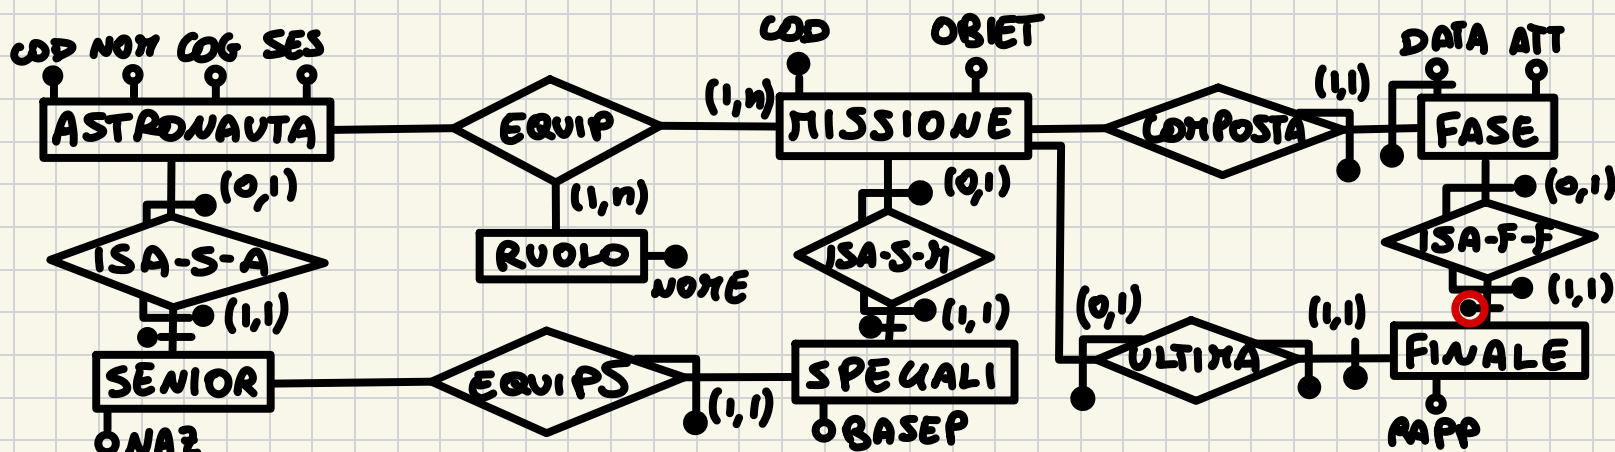 COD NOM COG SES
COD OBIET
DATA ATT
ASTRONAUTA
EQUIP
(1,n)
MISSIONE
COMPOSTA
(1,1)
FASE
(0,1)
(1,n)
(0,1)
(0,1)
ISA-S-A
RUOLO
NOME
ISA-S-M
ISA-F-F
(1,1)
(1,1)
(0,1)
(1,1)
(1,1)
SENIOR
EQUIPS
(1,1)
SPECIALI
ULTIMA
FINALE
NAZ
BASEP
RAPP